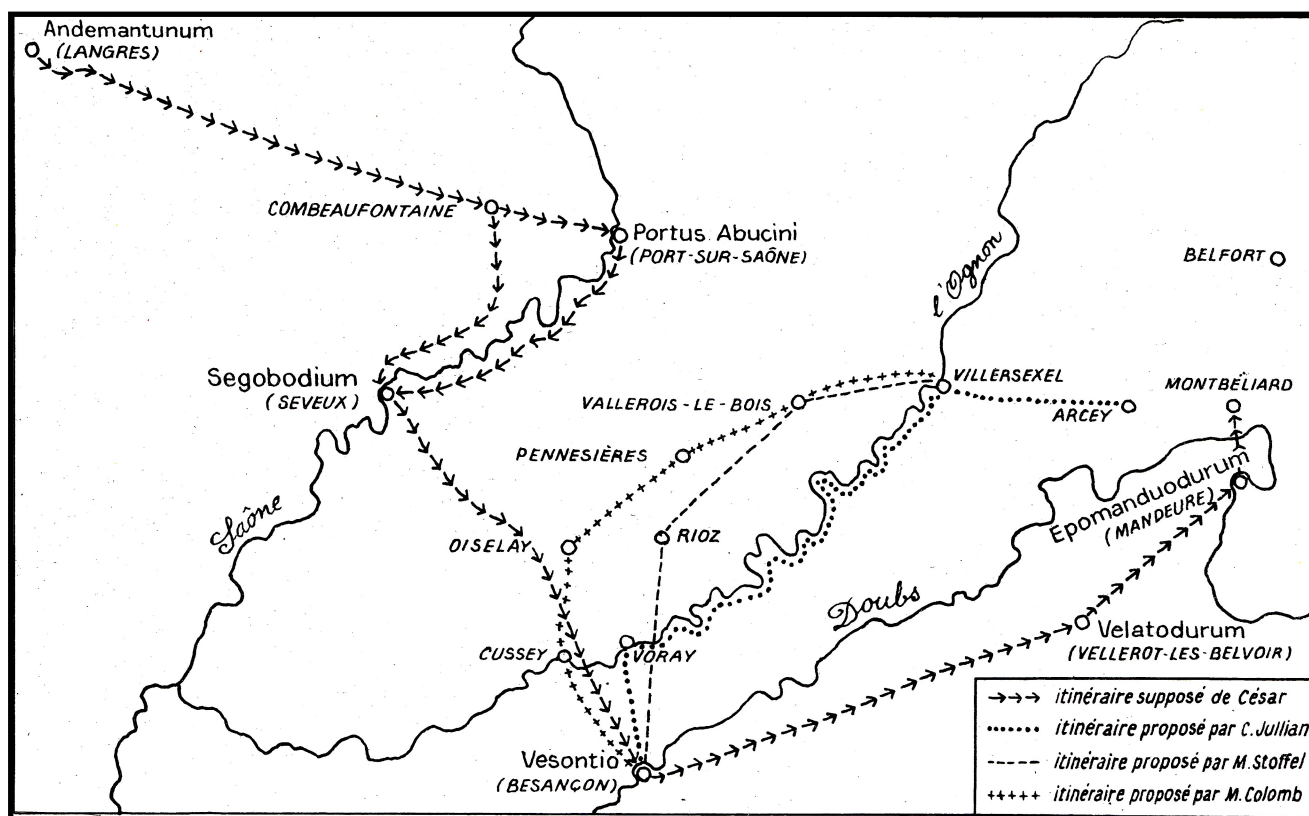 Andemantunum
(LANGRES)
COMBEAUFONTAINE
Portus Abucini
(PORT-SUR-SAÔNE)
l'Ognon
BELFORT
Segobodium
(SEVEUX)
VILLERSEXEL
MONTBÉLIARD
VALLEROIS-LE-BOIS
ARCEY
PENNESIÈRES
Epomanduodurum
(MANDEURE)
Saône
OISELAY
RIOZ
Doubs
Velatodurum
(VELLEROT-LES-BELVOIR)
CUSSEY
VORAY
Vesontio
(BESANÇON)
itinéraire supposé de César
itinéraire proposé par C.Jullian
itinéraire proposé par M.Stoffel
itinéraire proposé par M.Colomb